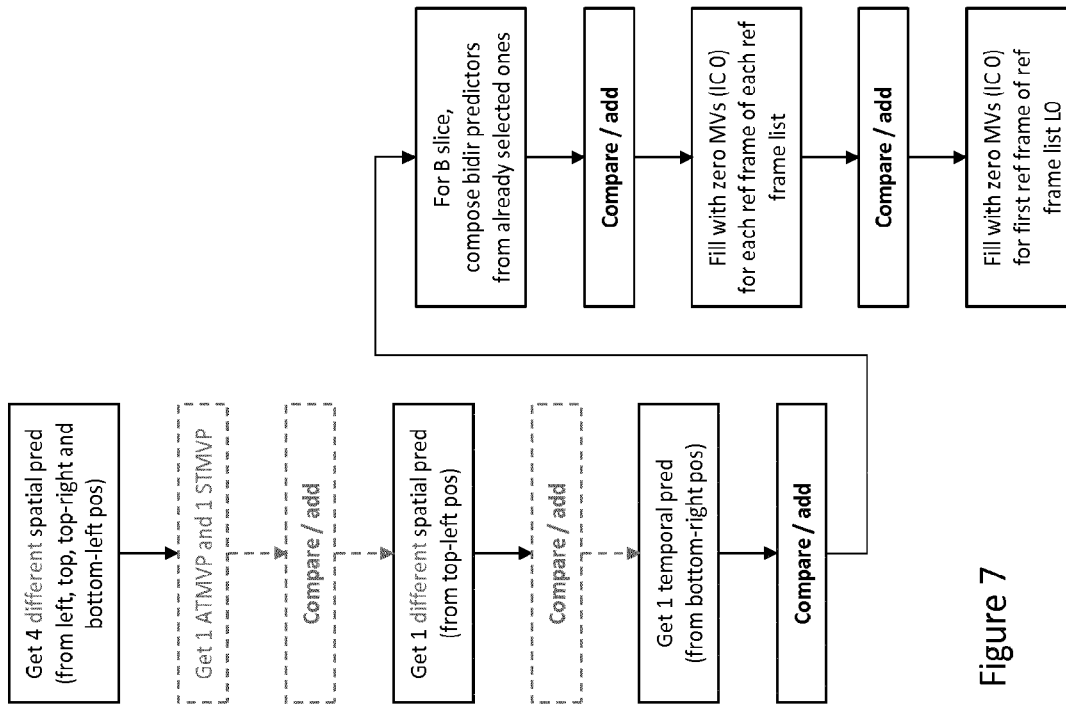 Get 4 different spatial pred
(from left, top, top-right and
bottom-left pos)
Get 1 ATMVP and 1 STMVP
Compare / add
Get 1 different spatial pred
(from top-left pos)
Compare / add
Get 1 temporal pred
(from bottom-right pos)
Compare / add
For B slice,
compose bidir predictors
from already selected ones
Compare / add
Fill with zero MVs (IC 0)
for each ref frame of each ref
frame list
Compare / add
Fill with zero MVs (IC 0)
for first ref frame of ref
frame list L0
Figure 7